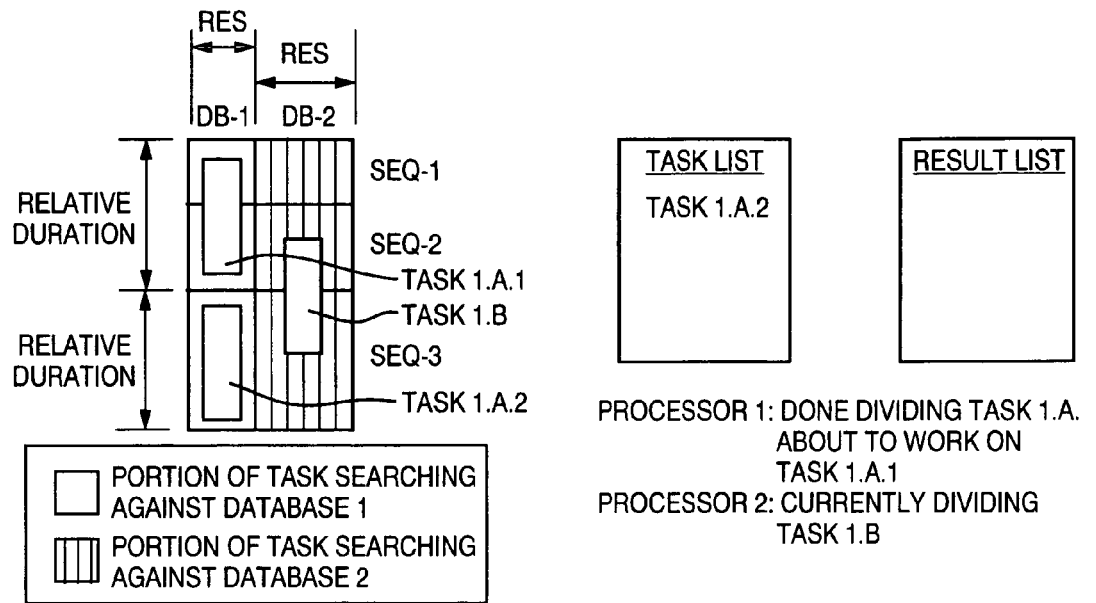 RES
RES
DB-1
DB-2
SEQ-1
RELATIVE
DURATION
SEQ-2
TASK 1.A.1
TASK 1.B
RELATIVE
DURATION
SEQ-3
TASK 1.A.2
PORTION OF TASK SEARCHING
AGAINST DATABASE 1
PORTION OF TASK SEARCHING
AGAINST DATABASE 2
TASK LIST
TASK 1.A.2
RESULT LIST
PROCESSOR 1: DONE DIVIDING TASK 1.A.
ABOUT TO WORK ON
TASK 1.A.1
PROCESSOR 2: CURRENTLY DIVIDING
TASK 1.B